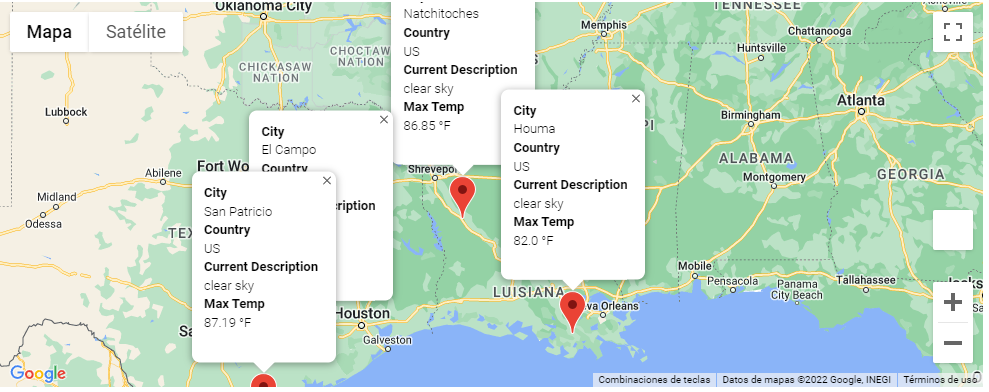 Mapa
Satélite
Oklahoma City
CHOCTAW
NATION
CHICKASAW
NATION
Lubbock
Fort Wo
Abilene
Midland
Odessa
TEX
Sa
Houston
Galveston
Shrevepor
LUISIANA
va Orleans
Memphis
TENNESSEE
Asheville
Chattanooga
Huntsville
PI
Birmingham
Atlanta
ALABAMA
Montgomery
GEORGIA
Mobile
Pensacola
Panama
City Beach
Tallahassee
Jacks
Natchitoches
Country
US
Current Description
clear sky
Max Temp
86.85 °F
City
El Campo
Country
ription
City
San Patricio
Country
US
Current Description
clear sky
Max Temp
87.19 °F
City
Houma
Country
US
Current Description
clear sky
Max Temp
82.0 °F
Google
Combinaciones de teclas
Datos de mapas ©2022 Google, INEGI
Términos de uso